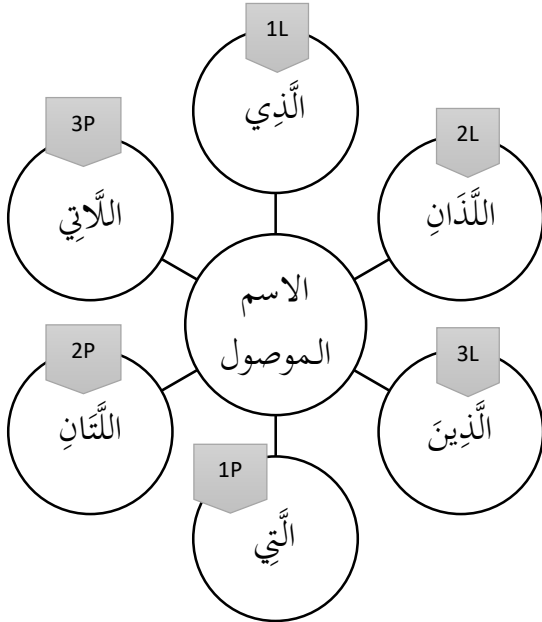 1L
الَّذِي
2L
اللَّذَانِ
3L
الَّذِينَ
1P
الَّتِي
2P
اللَّتَانِ
3P
اللَّاتِي
الاسم
الموصول